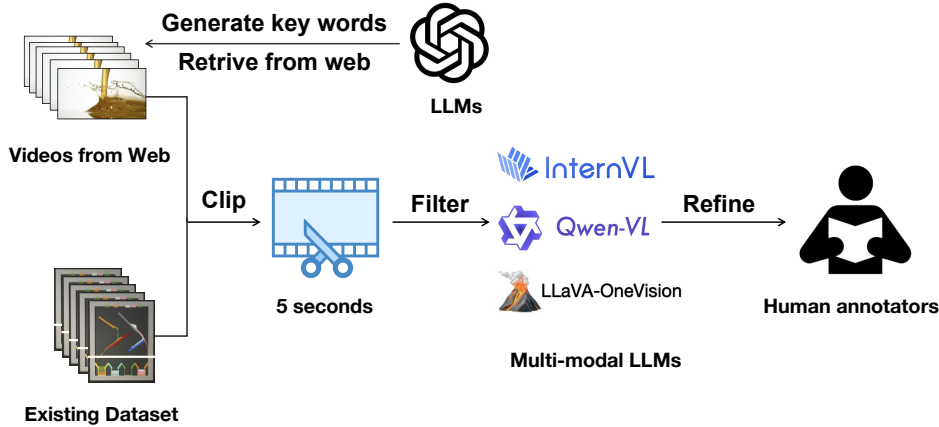 Generate key words
Retrive from web
LLMs
Videos from Web
Clip
5 seconds
Filter
InternVL
Qwen-VL
LLaVA-OneVision
Multi-modal LLMs
Refine
Human annotators
Existing Dataset